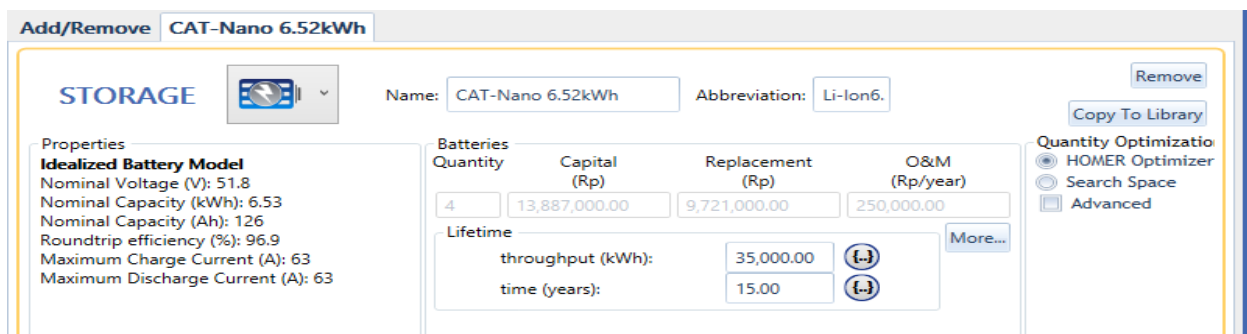 Add/Remove CAT-Nano 6.52kWh
STORAGE
Name: CAT-Nano 6.52kWh Abbreviation: Li-Ion6.
Remove
Copy To Library
Properties
Idealized Battery Model
Nominal Voltage (V): 51.8
Nominal Capacity (kWh): 6.53
Nominal Capacity (Ah): 126
Roundtrip efficiency (%): 96.9
Maximum Charge Current (A): 63
Maximum Discharge Current (A): 63
Batteries
Quantity Capital (Rp) Replacement (Rp) O&M (Rp/year)
4 13,887,000.00 9,721,000.00 250,000.00
Lifetime
More...
throughput (kWh): 35,000.00 {..}
time (years): 15.00 {..}
Quantity Optimizatio
HOMER Optimizer
Search Space
Advanced